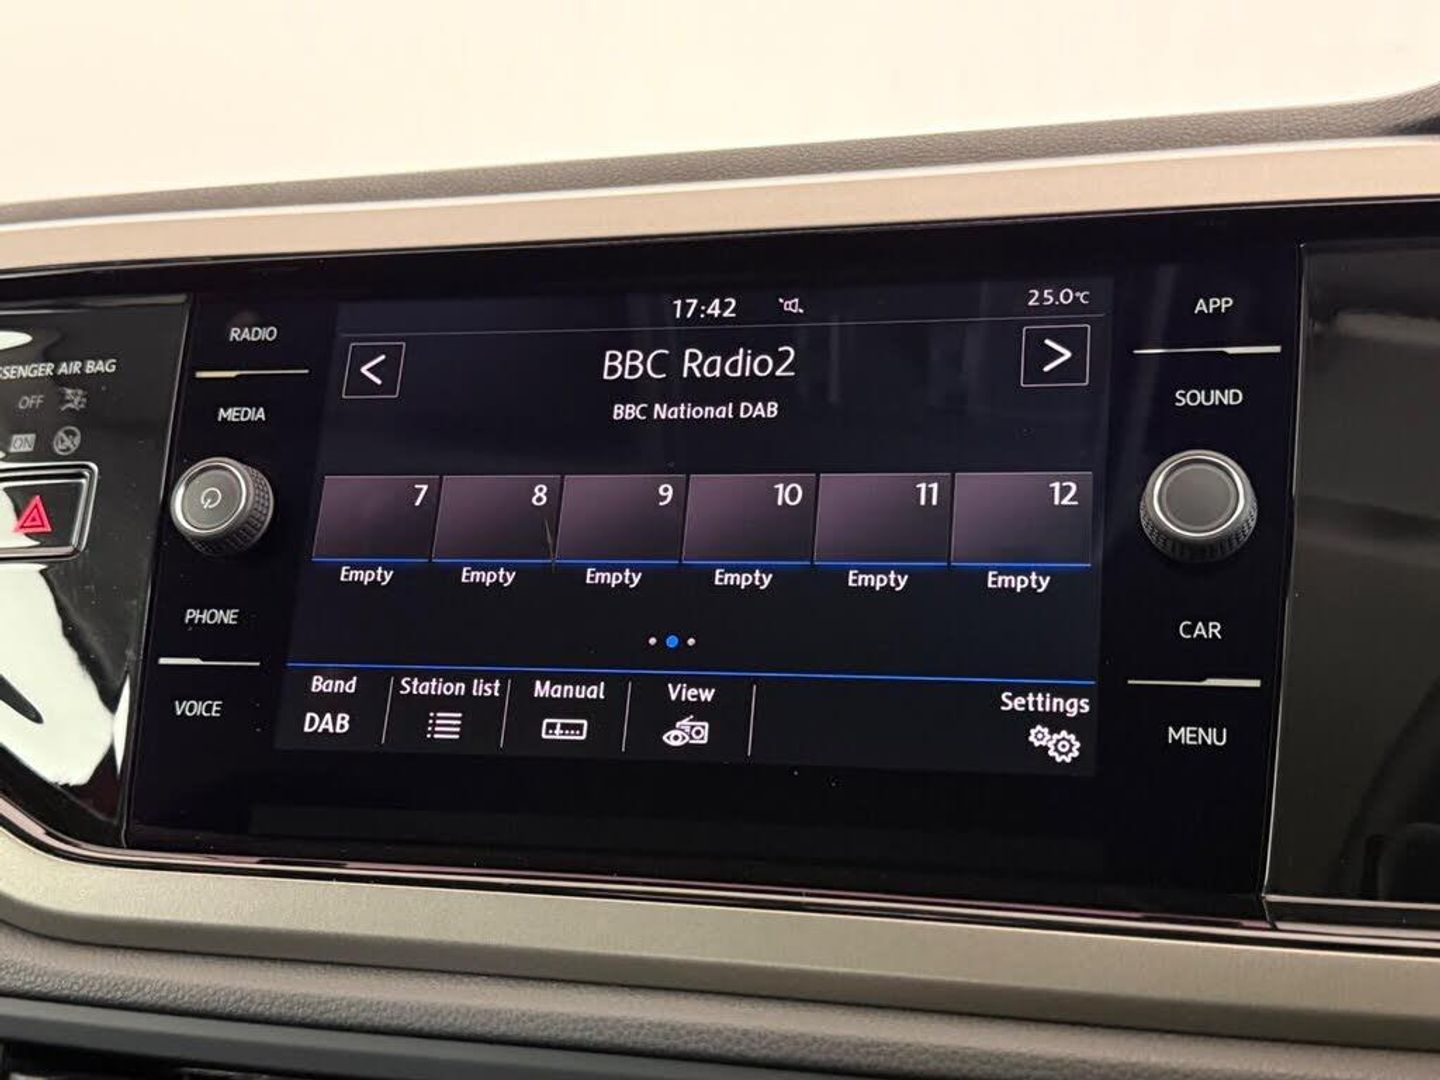 SENGER AIR BAG
OFF
ON
RADIO
MEDIA
PHONE
VOICE
17:42 25.0°C
BBC Radio2
BBC National DAB
7 8 9 10 11 12
Empty Empty Empty Empty Empty Empty
Band Station list Manual View Settings
DAB
APP
SOUND
CAR
MENU